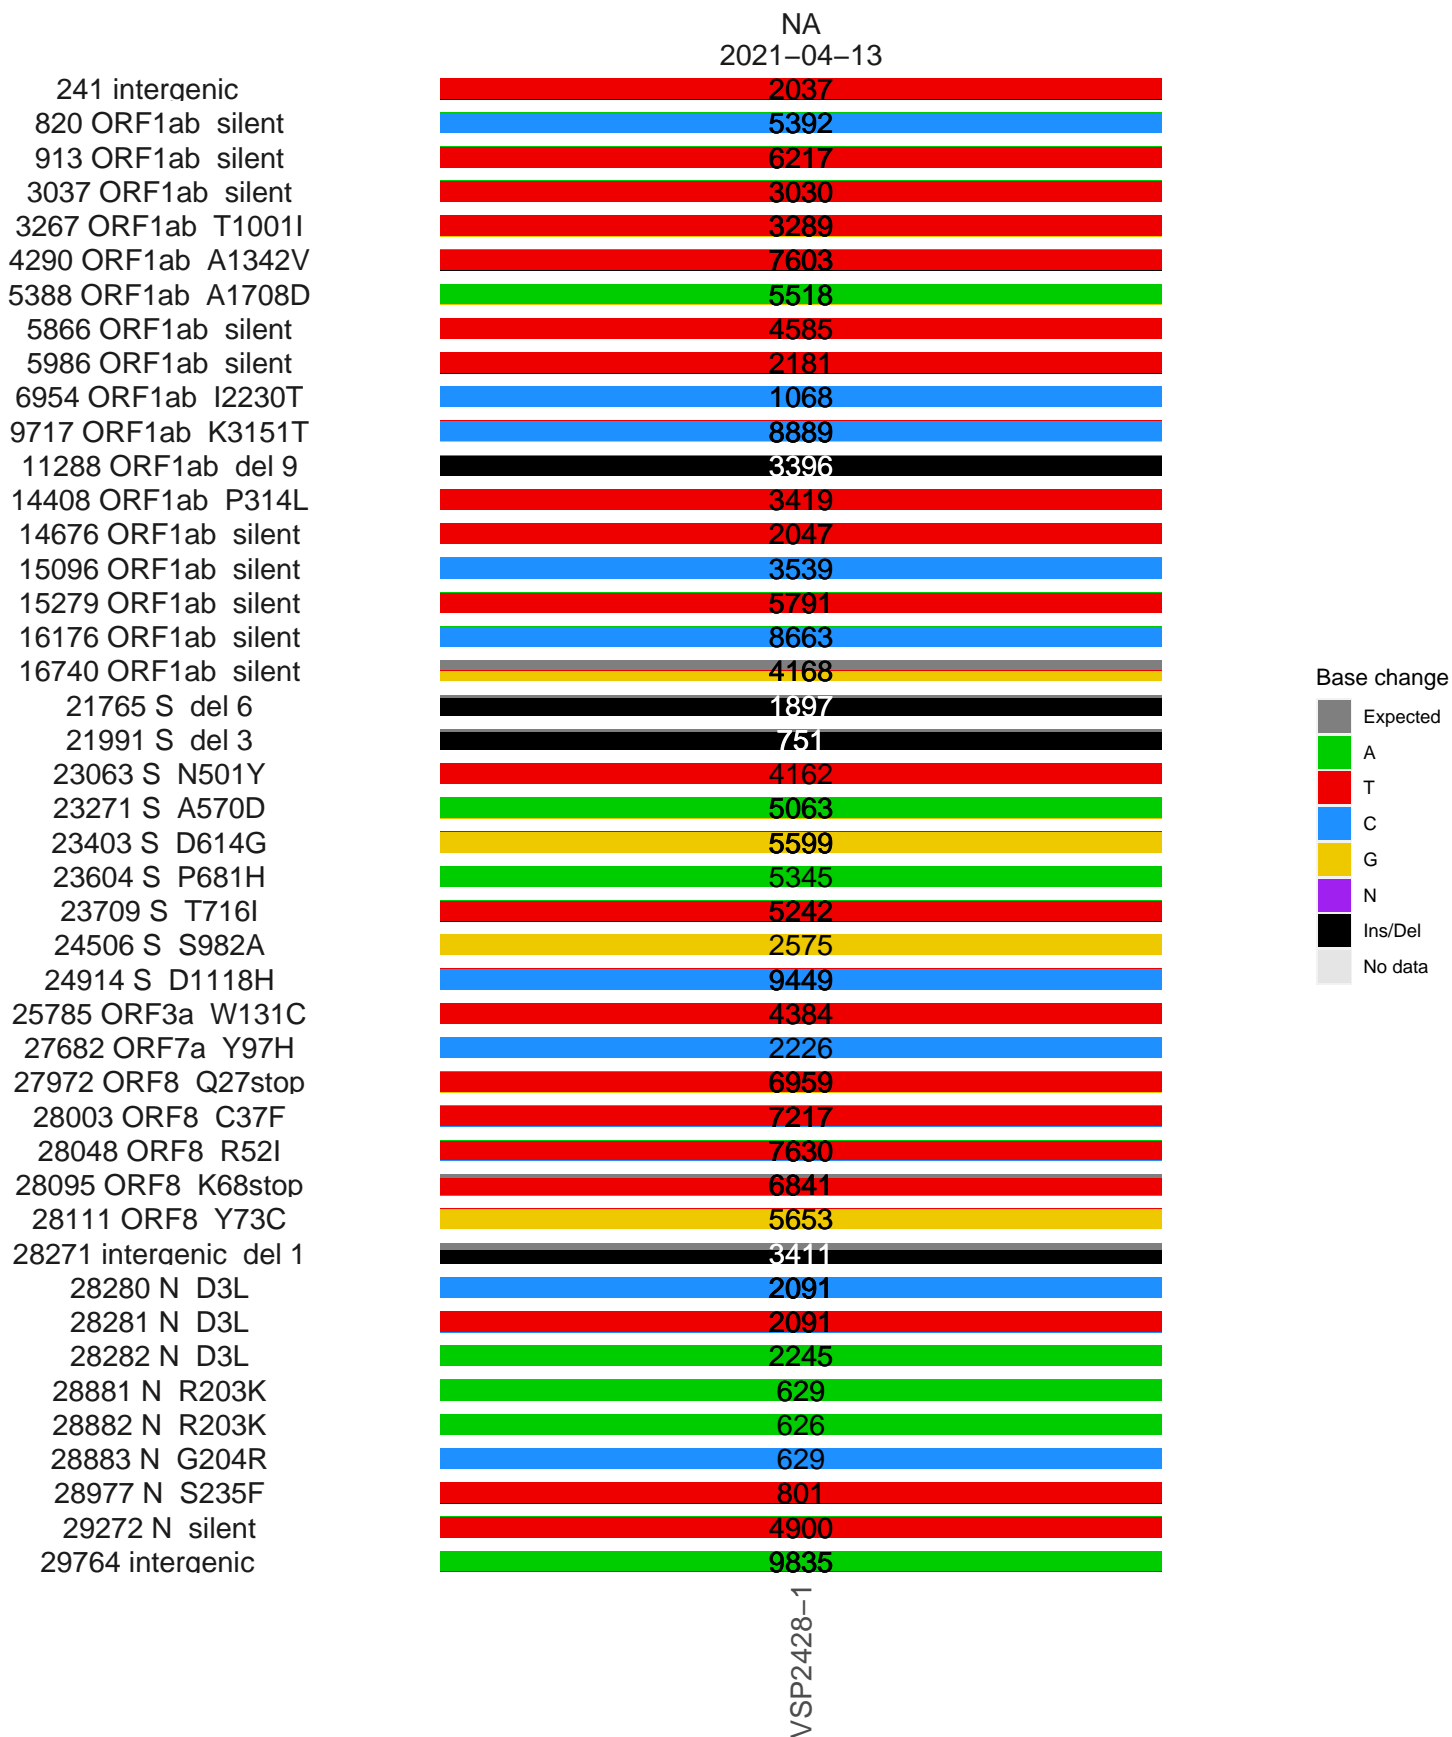 NA
2021−04−13
241 intergenic 2037
820 ORF1ab silent 5392
913 ORF1ab silent 6217
3037 ORF1ab silent 3030
3267 ORF1ab T1001I 3289
4290 ORF1ab A1342V 7603
5388 ORF1ab A1708D 5518
5866 ORF1ab silent 4585
5986 ORF1ab silent 2181
6954 ORF1ab I2230T 1068
9717 ORF1ab K3151T 8889
11288 ORF1ab del 9 3396
14408 ORF1ab P314L 3419
14676 ORF1ab silent 2047
15096 ORF1ab silent 3539
15279 ORF1ab silent 5791
16176 ORF1ab silent 8663
16740 ORF1ab silent 4168
21765 S del 6 1897
21991 S del 3 751
23063 S N501Y 4162
23271 S A570D 5063
23403 S D614G 5599
23604 S P681H 5345
23709 S T716I 5242
24506 S S982A 2575
24914 S D1118H 9449
25785 ORF3a W131C 4384
27682 ORF7a Y97H 2226
27972 ORF8 Q27stop 6959
28003 ORF8 C37F 7217
28048 ORF8 R52I 7630
28095 ORF8 K68stop 6841
28111 ORF8 Y73C 5653
28271 intergenic del 1 3411
28280 N D3L 2091
28281 N D3L 2091
28282 N D3L 2245
28881 N R203K 629
28882 N R203K 626
28883 N G204R 629
28977 N S235F 801
29272 N silent 4900
29764 intergenic 9835
VSP2428−1
Base change
Expected
A
T
C
G
N
Ins/Del
No data